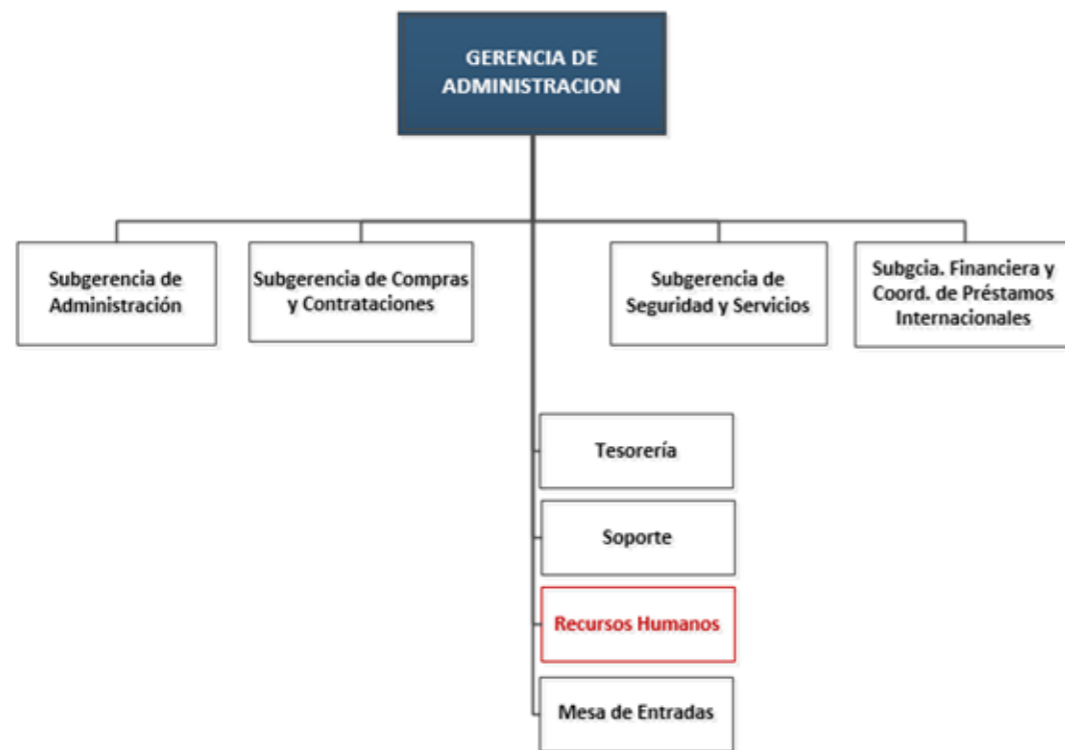 GERENCIA DE
ADMINISTRACION
Subgerencia de
Administración
Subgerencia de Compras
y Contrataciones
Subgerencia de
Seguridad y Servicios
Subgcia. Financiera y
Coord. de Préstamos
Internacionales
Tesorería
Soporte
Recursos Humanos
Mesa de Entradas